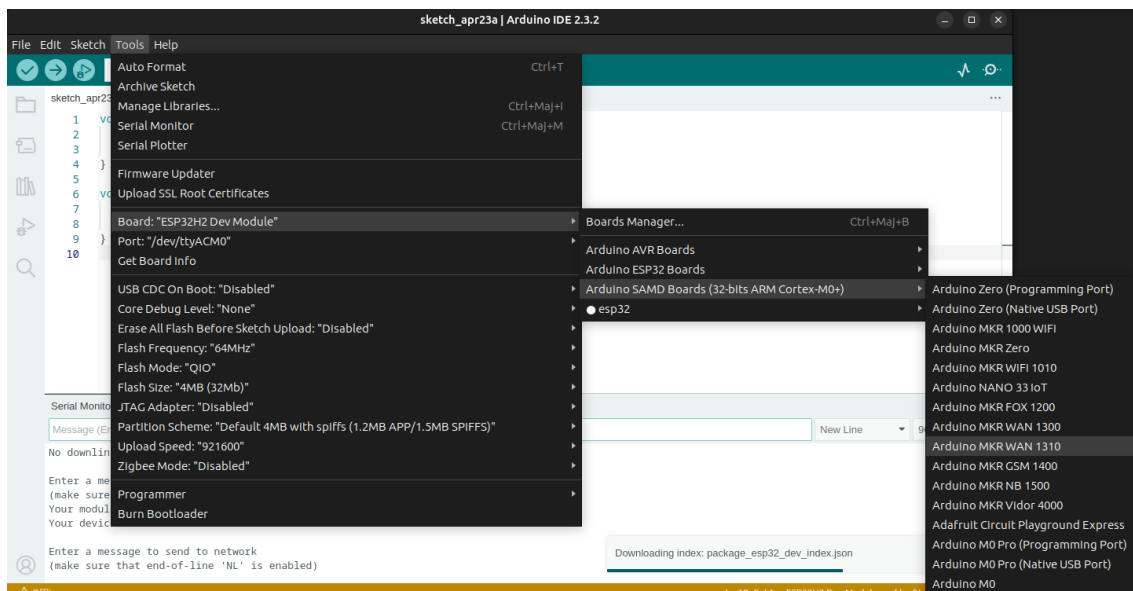 sketch_apr23a | Arduino IDE 2.3.2
File Edit Sketch Tools Help
sketch_apr23
1
2
3
4 }
5
6
7
8
9 }
10
Auto Format Ctrl+T
Archive Sketch
Manage Libraries... Ctrl+Maj+I
Serial Monitor Ctrl+Maj+M
Serial Plotter
Firmware Updater
Upload SSL Root Certificates
Board: "ESP32H2 Dev Module"
Port: "/dev/ttyACM0"
Get Board Info
USB CDC On Boot: "Disabled"
Core Debug Level: "None"
Erase All Flash Before Sketch Upload: "Disabled"
Flash Frequency: "64MHz"
Flash Mode: "QIO"
Flash Size: "4MB (32Mb)"
JTAG Adapter: "Disabled"
Partition Scheme: "Default 4MB with spiffs (1.2MB APP/1.5MB SPIFFS)"
Upload Speed: "921600"
Zigbee Mode: "Disabled"
Programmer
Burn Bootloader
Boards Manager... Ctrl+Maj+B
Arduino AVR Boards
Arduino ESP32 Boards
Arduino SAMD Boards (32-bits ARM Cortex-M0+)
esp32
Arduino Zero (Programming Port)
Arduino Zero (Native USB Port)
Arduino MKR 1000 WIFI
Arduino MKR Zero
Arduino MKR WIFI 1010
Arduino NANO 33 IoT
Arduino MKR FOX 1200
Arduino MKR WAN 1300
Arduino MKR WAN 1310
Arduino MKR GSM 1400
Arduino MKR NB 1500
Arduino MKR Vidor 4000
Adafruit Circuit Playground Express
Arduino M0 Pro (Programming Port)
Arduino M0 Pro (Native USB Port)
Arduino M0
Serial Monito
Message (En
New Line
No downlin
Enter a me
(make sure
Your modul
Your devic
Enter a message to send to network
(make sure that end-of-line 'NL' is enabled)
Downloading index: package_esp32_dev_index.json